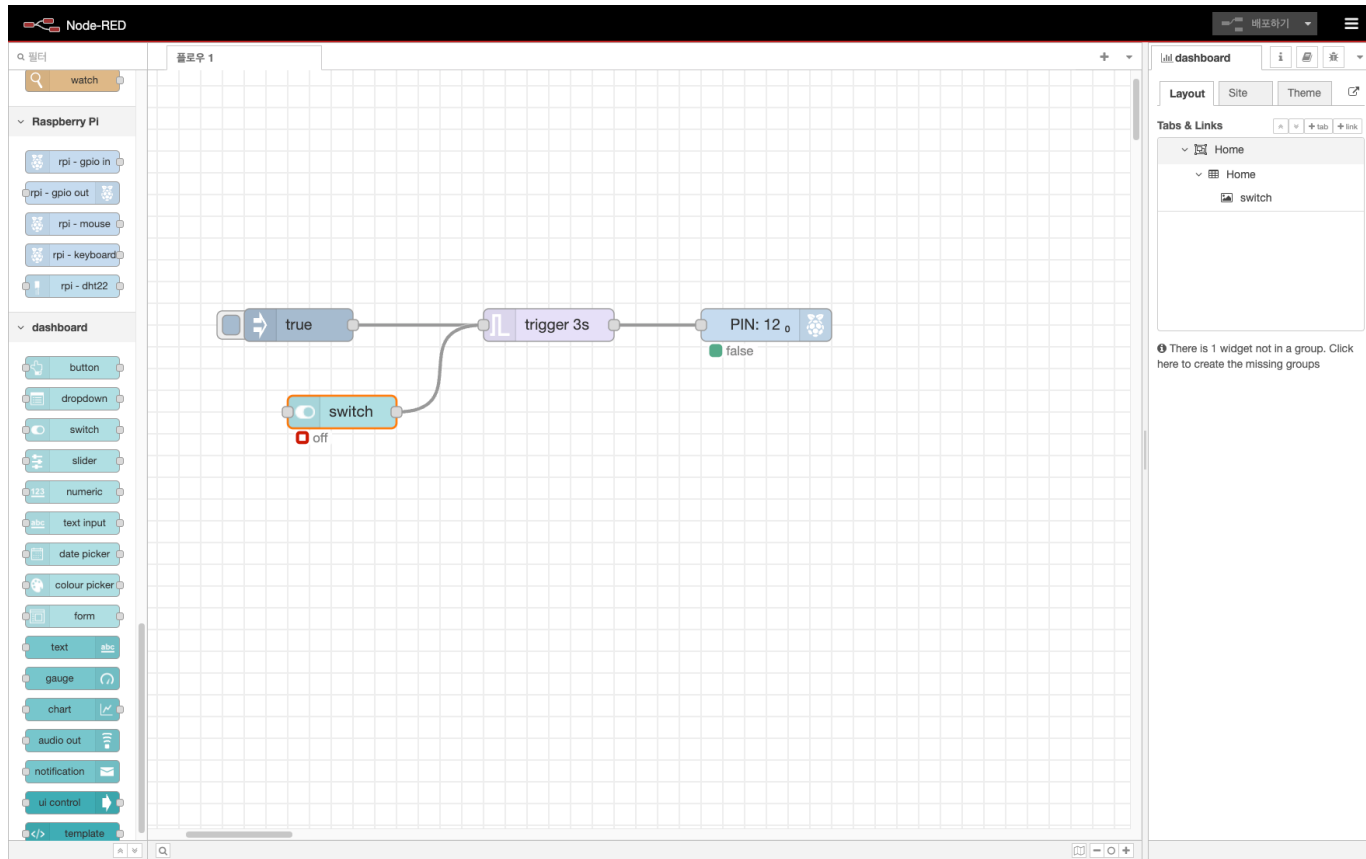 Node-RED
배포하기
필터
watch
Raspberry Pi
rpi - gpio in
rpi - gpio out
rpi - mouse
rpi - keyboard
rpi - dht22
dashboard
button
dropdown
switch
slider
123 numeric
abc text input
date picker
colour picker
form
text abc
gauge
chart
audio out
notification
ui control
</> template
플로우 1
true
trigger 3s
PIN: 12 0
false
switch
off
dashboard
i
Layout
Site
Theme
Tabs & Links
+ tab
+ link
Home
Home
switch
There is 1 widget not in a group. Click
here to create the missing groups